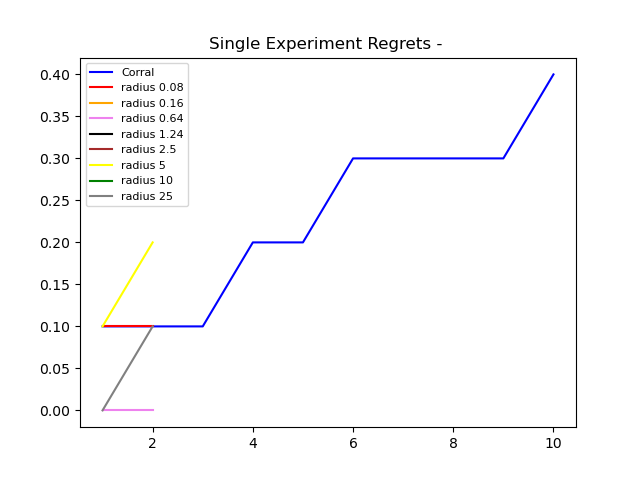 Single Experiment Regrets -
Corral
radius 0.08
radius 0.16
radius 0.64
radius 1.24
radius 2.5
radius 5
radius 10
radius 25
0.40
0.35
0.30
0.25
0.20
0.15
0.10
0.05
0.00
2 4 6 8 10